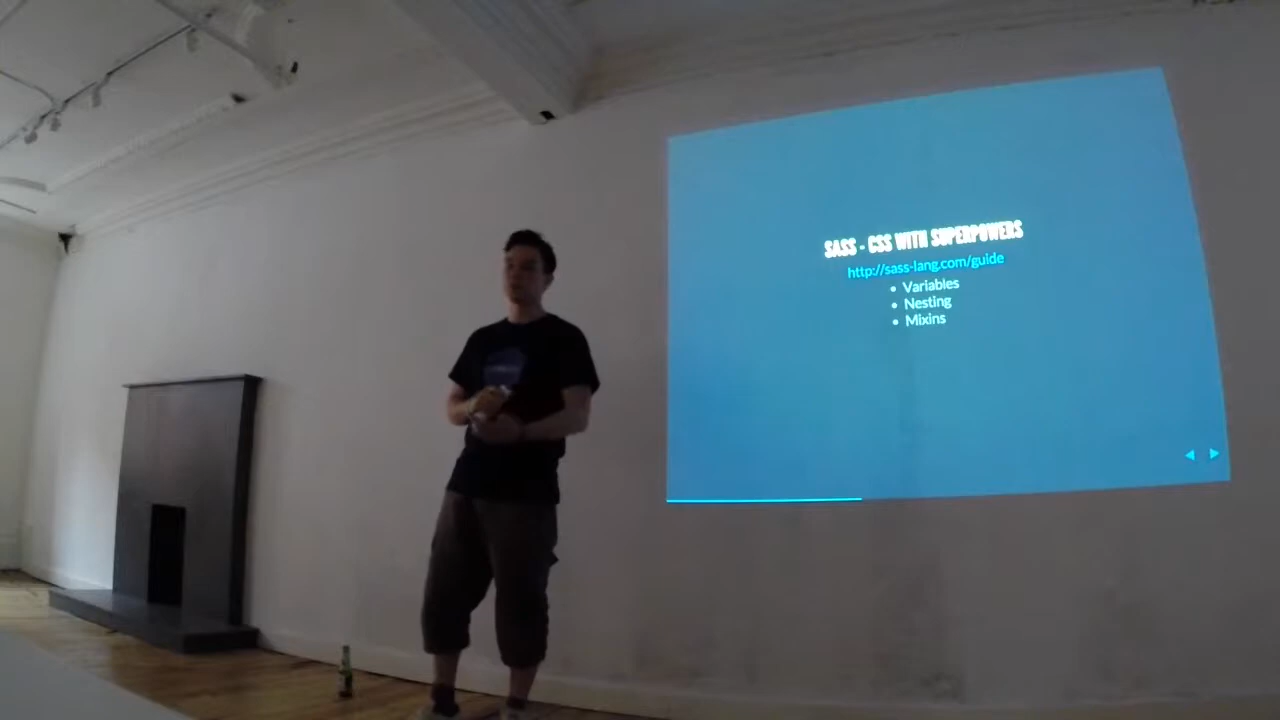 SASS - CSS WITH SUPERPOWERS
http://sass-lang.com/guide
• Variables
• Nesting
• Mixins